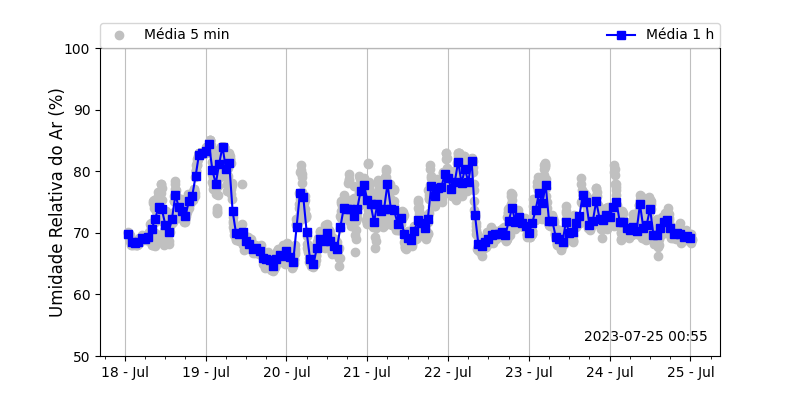 Média 5 min
Média 1 h
Umidade Relativa do Ar (%)
100
90
80
70
60
50
2023-07-25 00:55
18 - Jul
19 - Jul
20 - Jul
21 - Jul
22 - Jul
23 - Jul
24 - Jul
25 - Jul